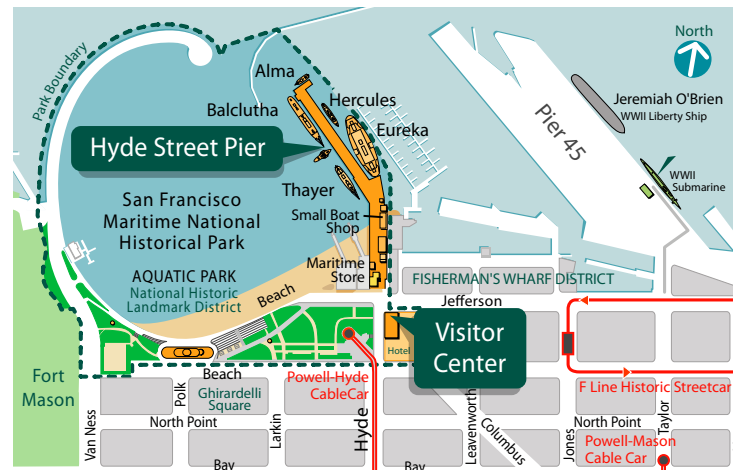 North
Park Boundary
Alma
Hercules
Balclutha
Eureka
Jeremiah O'Brien
WWII Liberty Ship
Pier 45
Hyde Street Pier
WWII
Submarine
Thayer
San Francisco
Maritime National
Historical Park
Small Boat
Shop
Maritime
Store
AQUATIC PARK
National Historic
Landmark District
Beach
FISHERMAN'S WHARF DISTRICT
Jefferson
Visitor
Center
Hotel
Fort
Mason
Beach
Powell-Hyde
CableCar
F Line Historic Streetcar
Polk
Ghirardelli
Square
Van Ness
North Point
Larkin
Hyde
Leavenworth
Columbus
Jones
North Point
Taylor
Powell-Mason
Cable Car
Bay
Bay